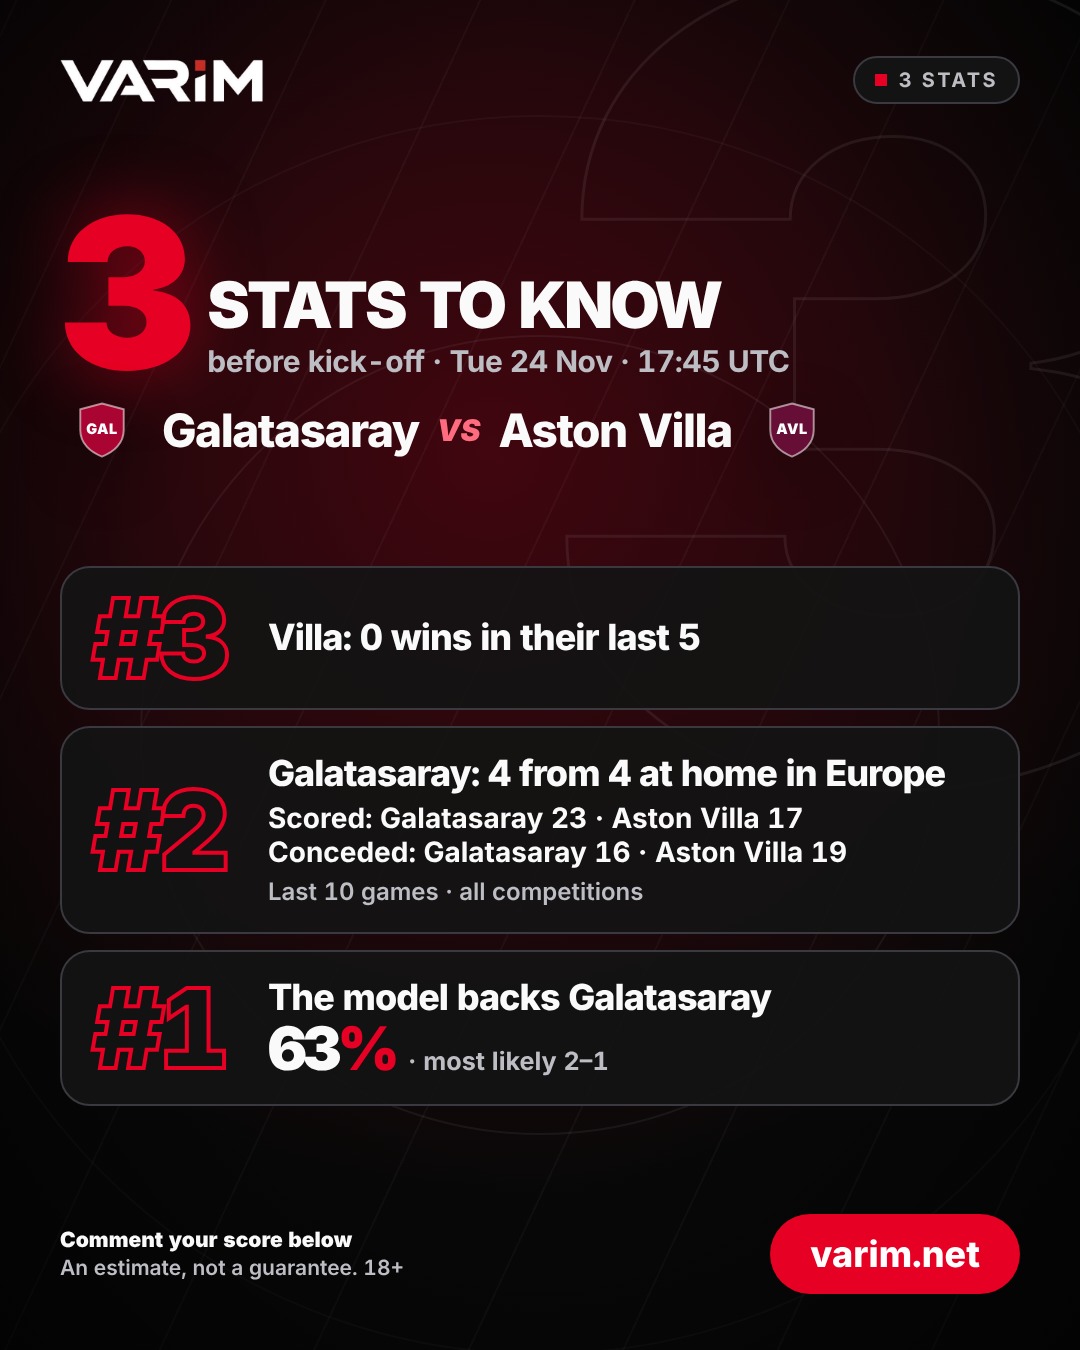 VARiM
3 STATS
3
STATS TO KNOW
before kick-off · Tue 24 Nov · 17:45 UTC
GAL
Galatasaray vs Aston Villa
AVL
#3
Villa: 0 wins in their last 5
#2
Galatasaray: 4 from 4 at home in Europe
Scored: Galatasaray 23 · Aston Villa 17
Conceded: Galatasaray 16 · Aston Villa 19
Last 10 games · all competitions
#1
The model backs Galatasaray
63% · most likely 2–1
Comment your score below
An estimate, not a guarantee. 18+
varim.net